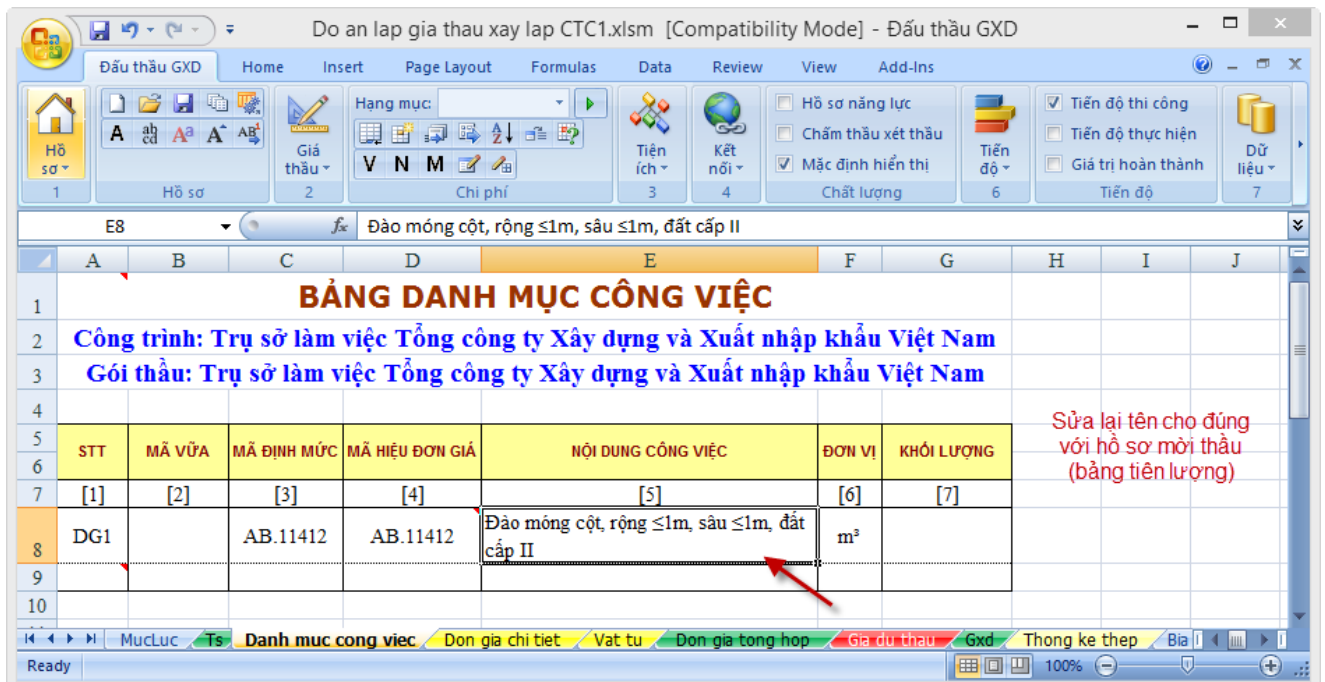 Do an lap gia thau xay lap CTC1.xlsm [Compatibility Mode] - Đấu thầu GXD
Đấu thầu GXD Home Insert Page Layout Formulas Data Review View Add-Ins
Hồ sơ
1
Hồ sơ
Giá thầu
2
Hạng mục:
V N M
Chi phí
Tiện ích
3
Kết nối
4
Hồ sơ năng lực
Chấm thầu xét thầu
Mặc định hiển thị
Chất lượng
Tiến độ
6
Tiến độ thi công
Tiến độ thực hiện
Giá trị hoàn thành
Tiến độ
Dữ liệu
7
E8 fx Đào móng cột, rộng ≤1m, sâu ≤1m, đất cấp II
A B C D E F G H I J
1 BẢNG DANH MỤC CÔNG VIỆC
2 Công trình: Trụ sở làm việc Tổng công ty Xây dựng và Xuất nhập khẩu Việt Nam
3 Gói thầu: Trụ sở làm việc Tổng công ty Xây dựng và Xuất nhập khẩu Việt Nam
4
5
6
STT MÃ VỮA MÃ ĐỊNH MỨC MÃ HIỆU ĐƠN GIÁ NỘI DUNG CÔNG VIỆC ĐƠN VỊ KHỐI LƯỢNG
Sửa lại tên cho đúng
với hồ sơ mời thầu
(bảng tiên lượng)
7 [1] [2] [3] [4] [5] [6] [7]
8 DG1 AB.11412 AB.11412 Đào móng cột, rộng ≤1m, sâu ≤1m, đất
cấp II m³
9
10
MucLuc Ts Danh muc cong viec Don gia chi tiet Vat tu Don gia tong hop Gia du thau Gxd Thong ke thep Bia
Ready 100%